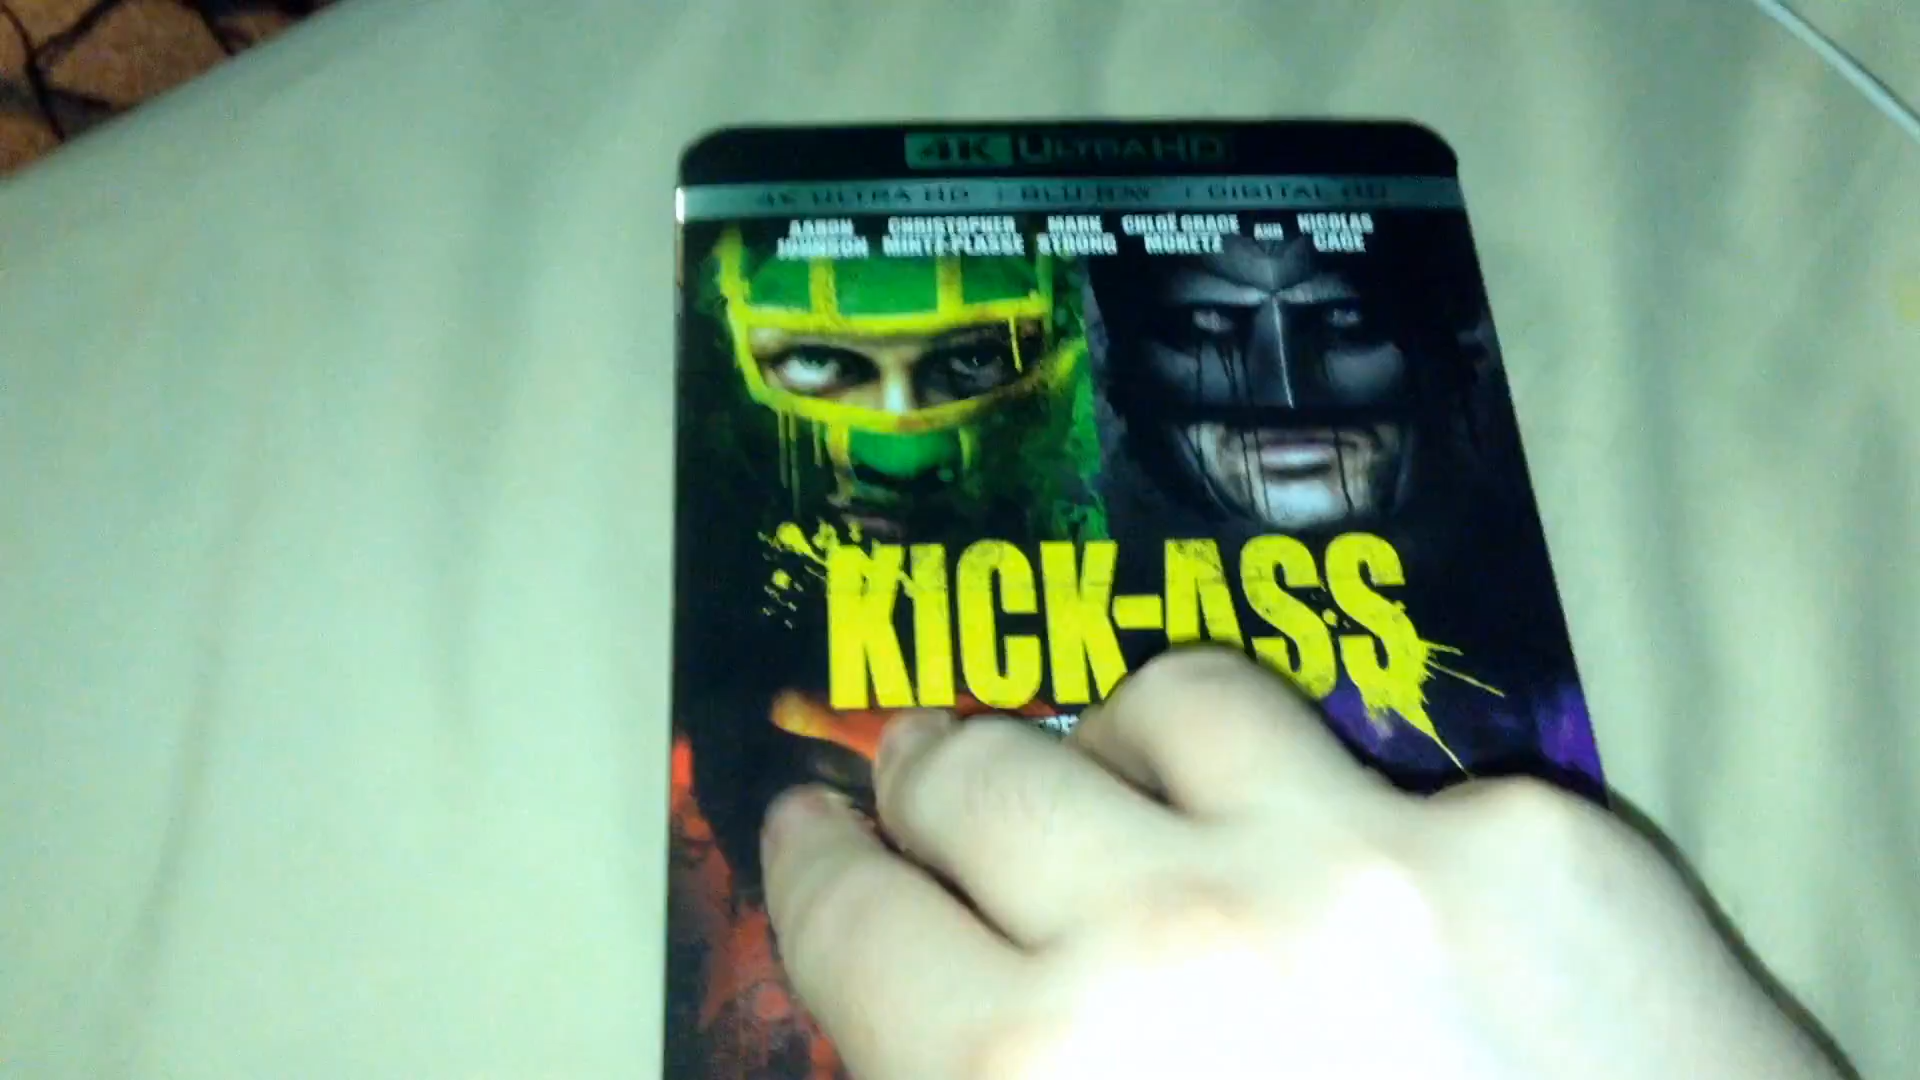 4K ULTRA HD
4K ULTRA HD | BLU-RAY | DIGITAL HD
AARON JOHNSON CHRISTOPHER MINTZ-PLASSE MARK STRONG CHLOË GRACE MORETZ AND NICOLAS CAGE
KICK-ASS